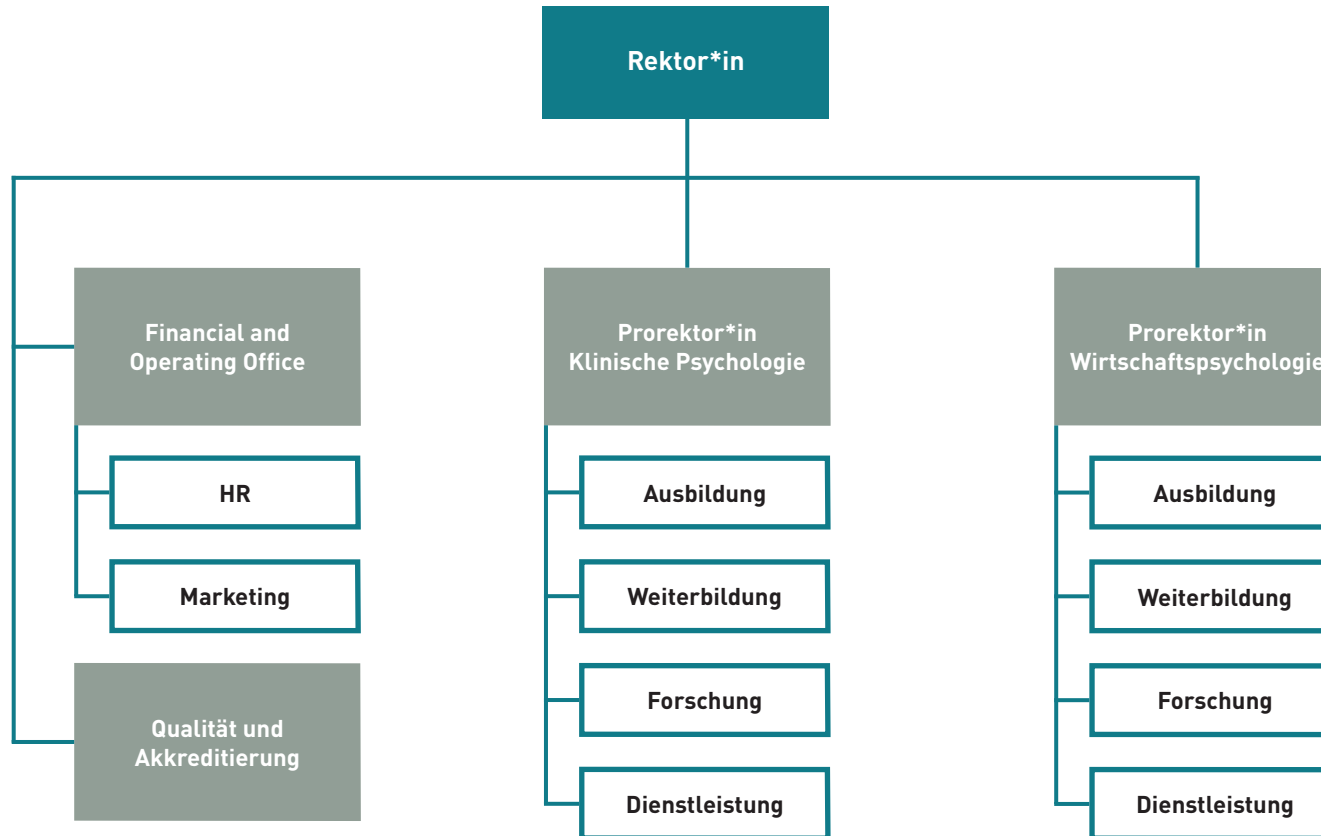 Rektor*in
Financial and
Operating Office
HR
Marketing
Qualität und
Akkreditierung
Prorektor*in
Klinische Psychologie
Ausbildung
Weiterbildung
Forschung
Dienstleistung
Prorektor*in
Wirtschaftspsychologie
Ausbildung
Weiterbildung
Forschung
Dienstleistung